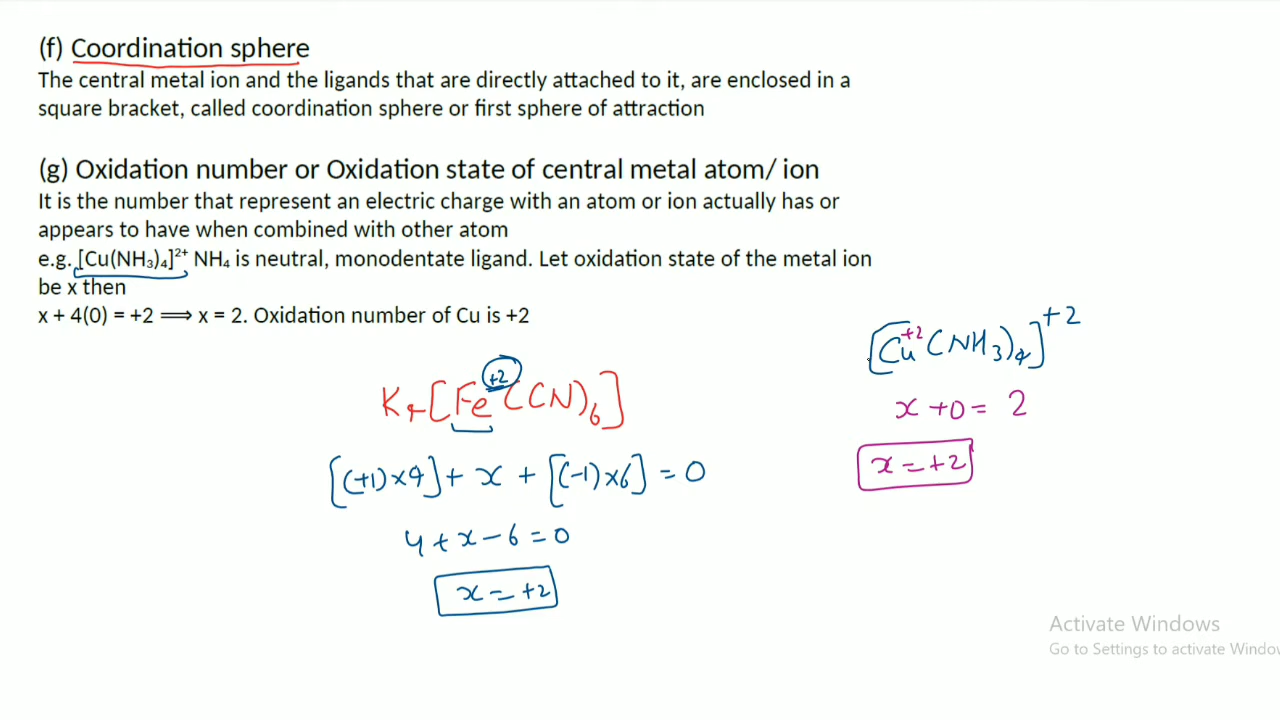 (f) Coordination sphere
The central metal ion and the ligands that are directly attached to it, are enclosed in a
square bracket, called coordination sphere or first sphere of attraction
(g) Oxidation number or Oxidation state of central metal atom/ ion
It is the number that represent an electric charge with an atom or ion actually has or
appears to have when combined with other atom
e.g. [Cu(NH₃)₄]²⁺ NH₄ is neutral, monodentate ligand. Let oxidation state of the metal ion
be x then
x + 4(0) = +2 ⟹ x = 2. Oxidation number of Cu is +2
K₄[Fe⁺²(CN)₆]
[(+1)×4] + x + [(-1)×6] = 0
4 + x - 6 = 0
x = +2
[Cu⁺²(NH₃)₄]⁺²
x + 0 = 2
x = +2
Activate Windows
Go to Settings to activate Windo